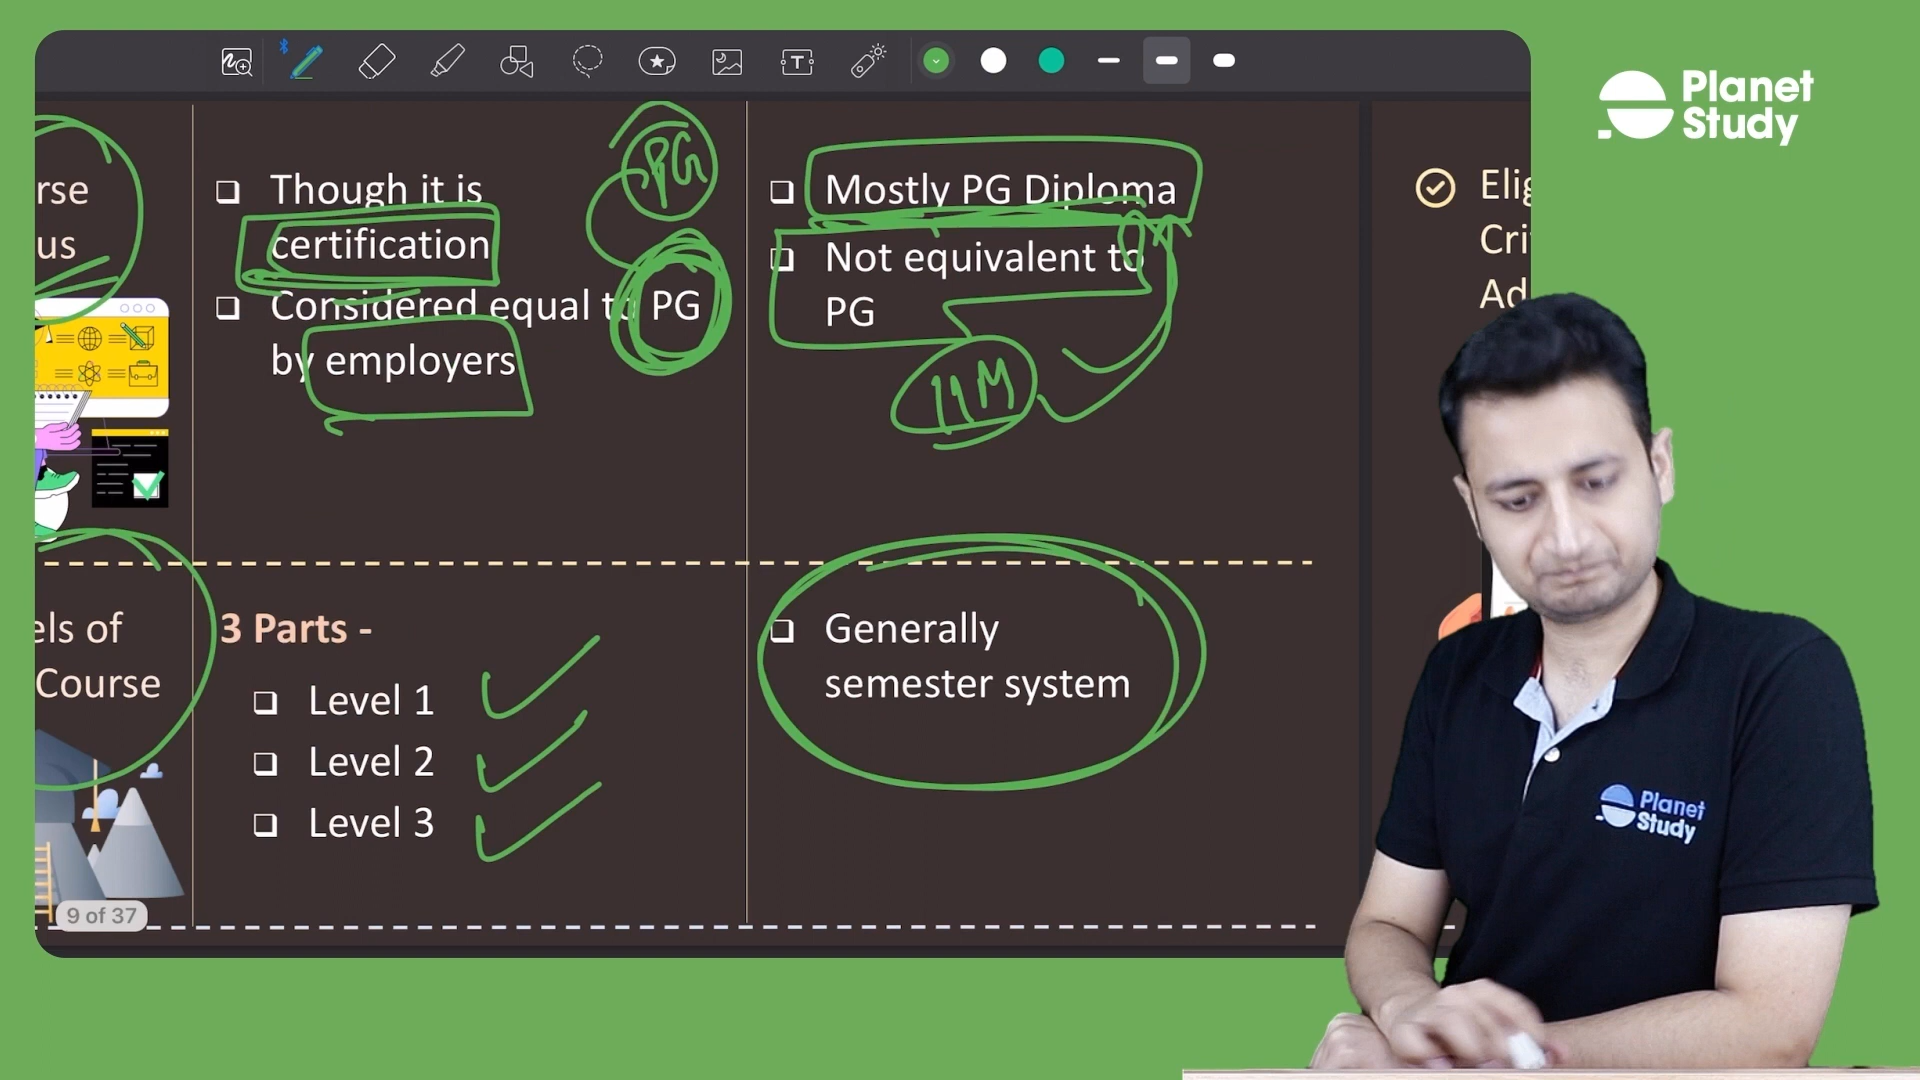 Planet
Study
rse
us
Though it is
certification
Considered equal to PG
by employers
PG
Mostly PG Diploma
Not equivalent to
PG
IIM
Elig
Crit
Ad
els of
Course
3 Parts -
Level 1
Level 2
Level 3
Generally
semester system
9 of 37
Planet
Study